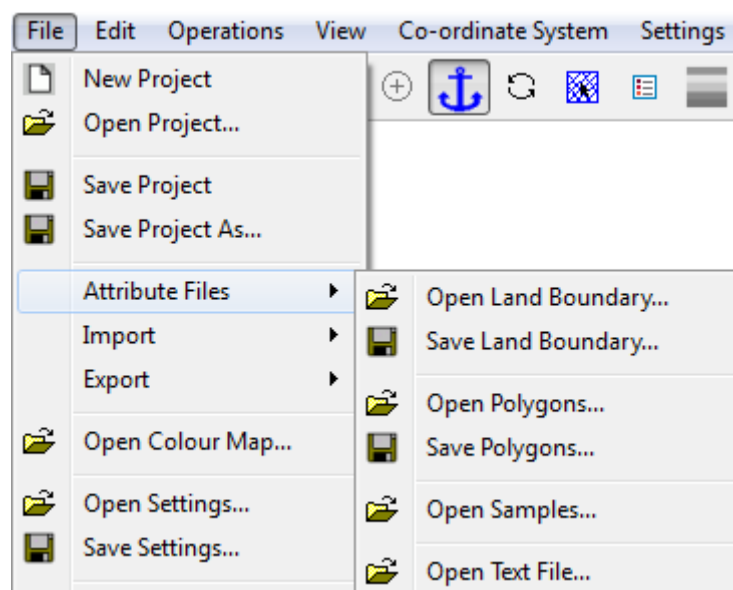 File Edit Operations View Co-ordinate System Settings
New Project
Open Project...
Save Project
Save Project As...
Attribute Files
Import
Export
Open Colour Map...
Open Settings...
Save Settings...
Open Land Boundary...
Save Land Boundary...
Open Polygons...
Save Polygons...
Open Samples...
Open Text File...